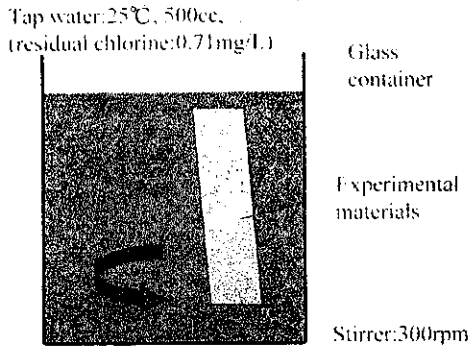 Tap water:25℃, 500cc,
(residual chlorine:0.71mg/L)
Glass
container
Experimental
materials
Stirrer:300rpm